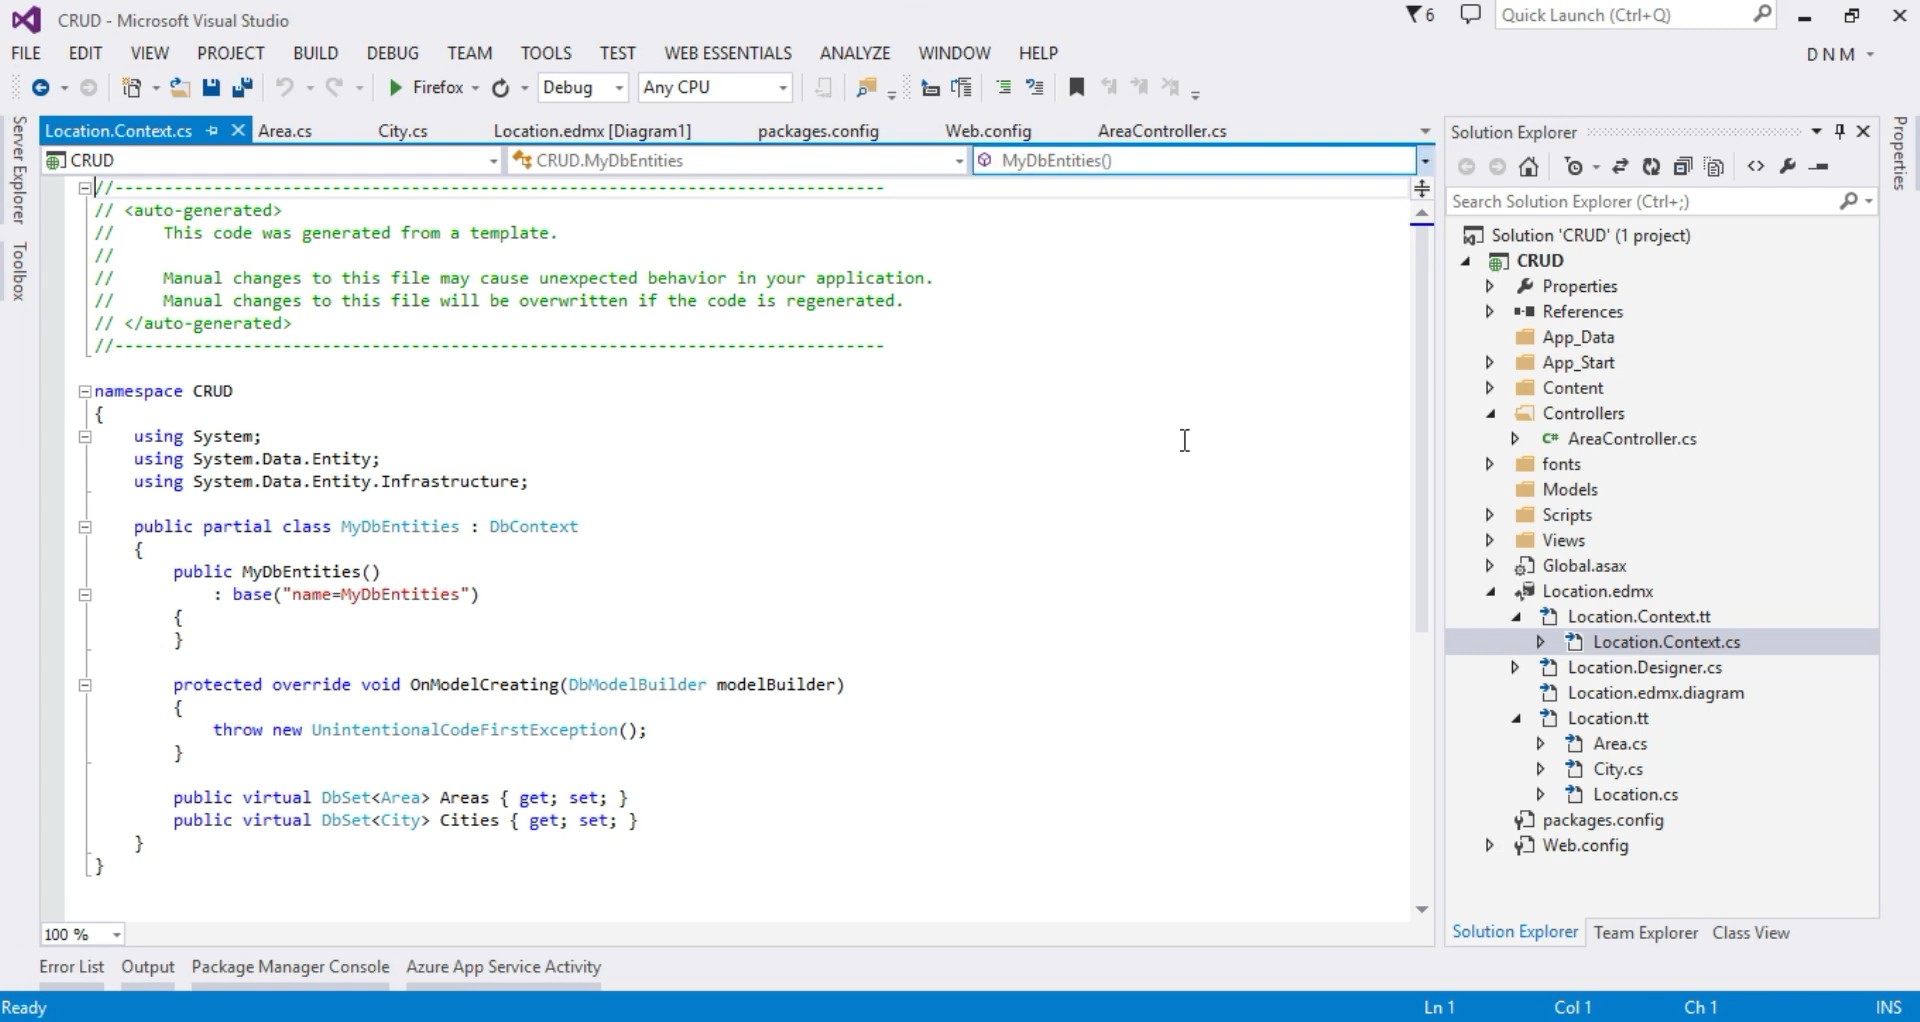 CRUD - Microsoft Visual Studio
6
Quick Launch (Ctrl+Q)
FILE EDIT VIEW PROJECT BUILD DEBUG TEAM TOOLS TEST WEB ESSENTIALS ANALYZE WINDOW HELP
D N M
Firefox Debug Any CPU
Server Explorer
Toolbox
Location.Context.cs Area.cs City.cs Location.edmx [Diagram1] packages.config Web.config AreaController.cs
CRUD CRUD.MyDbEntities MyDbEntities()
//------------------------------------------------------------------------------
// <auto-generated>
//     This code was generated from a template.
//
//     Manual changes to this file may cause unexpected behavior in your application.
//     Manual changes to this file will be overwritten if the code is regenerated.
// </auto-generated>
//------------------------------------------------------------------------------
namespace CRUD
{
    using System;
    using System.Data.Entity;
    using System.Data.Entity.Infrastructure;
    public partial class MyDbEntities : DbContext
    {
        public MyDbEntities()
            : base("name=MyDbEntities")
        {
        }
        protected override void OnModelCreating(DbModelBuilder modelBuilder)
        {
            throw new UnintentionalCodeFirstException();
        }
        public virtual DbSet<Area> Areas { get; set; }
        public virtual DbSet<City> Cities { get; set; }
    }
}
100 %
Solution Explorer
Search Solution Explorer (Ctrl+;)
Solution 'CRUD' (1 project)
CRUD
Properties
References
App_Data
App_Start
Content
Controllers
C# AreaController.cs
fonts
Models
Scripts
Views
Global.asax
Location.edmx
Location.Context.tt
Location.Context.cs
Location.Designer.cs
Location.edmx.diagram
Location.tt
Area.cs
City.cs
Location.cs
packages.config
Web.config
Solution Explorer Team Explorer Class View
Properties
Error List Output Package Manager Console Azure App Service Activity
Ready Ln 1 Col 1 Ch 1 INS